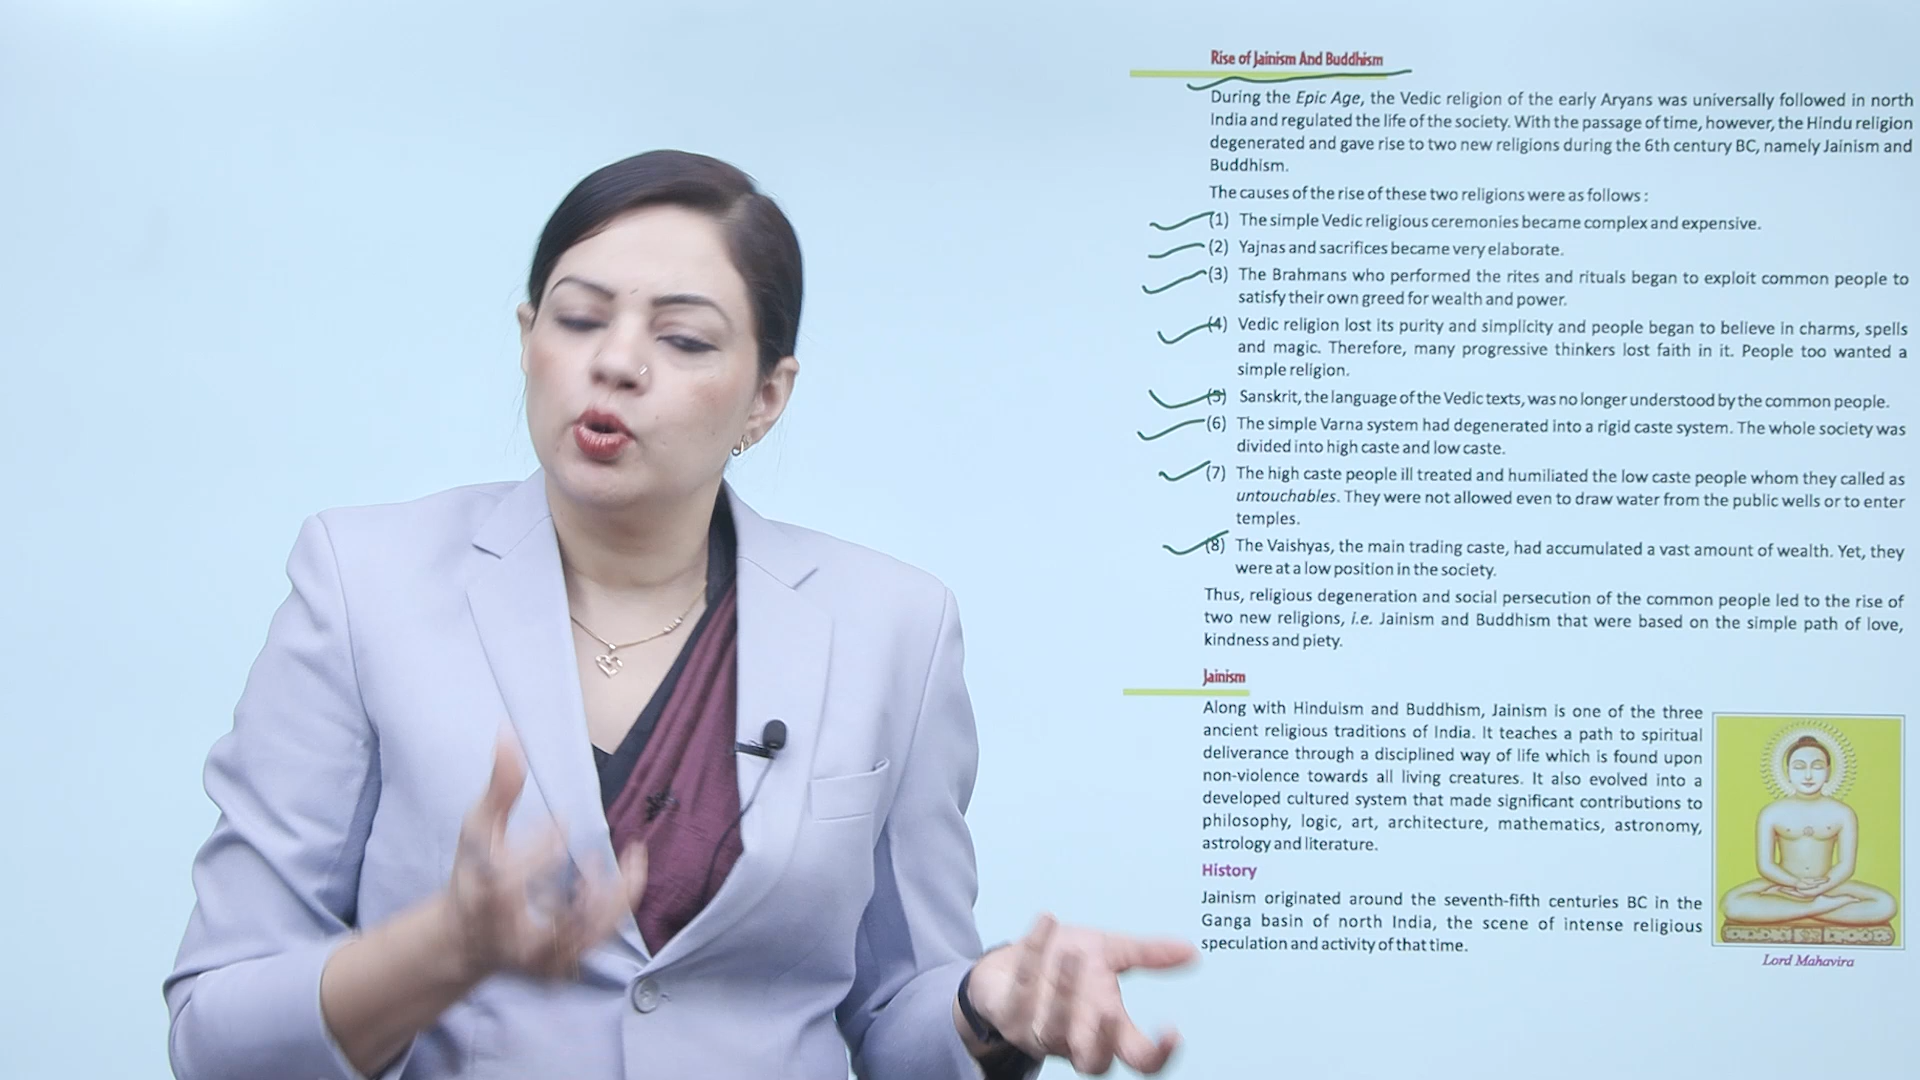 Rise of Jainism And Buddhism
During the Epic Age, the Vedic religion of the early Aryans was universally followed in north
India and regulated the life of the society. With the passage of time, however, the Hindu religion
degenerated and gave rise to two new religions during the 6th century BC, namely Jainism and
Buddhism.
The causes of the rise of these two religions were as follows :
(1) The simple Vedic religious ceremonies became complex and expensive.
(2) Yajnas and sacrifices became very elaborate.
(3) The Brahmans who performed the rites and rituals began to exploit common people to
satisfy their own greed for wealth and power.
(4) Vedic religion lost its purity and simplicity and people began to believe in charms, spells
and magic. Therefore, many progressive thinkers lost faith in it. People too wanted a
simple religion.
(5) Sanskrit, the language of the Vedic texts, was no longer understood by the common people.
(6) The simple Varna system had degenerated into a rigid caste system. The whole society was
divided into high caste and low caste.
(7) The high caste people ill treated and humiliated the low caste people whom they called as
untouchables. They were not allowed even to draw water from the public wells or to enter
temples.
(8) The Vaishyas, the main trading caste, had accumulated a vast amount of wealth. Yet, they
were at a low position in the society.
Thus, religious degeneration and social persecution of the common people led to the rise of
two new religions, i.e. Jainism and Buddhism that were based on the simple path of love,
kindness and piety.
Jainism
Along with Hinduism and Buddhism, Jainism is one of the three
ancient religious traditions of India. It teaches a path to spiritual
deliverance through a disciplined way of life which is found upon
non-violence towards all living creatures. It also evolved into a
developed cultured system that made significant contributions to
philosophy, logic, art, architecture, mathematics, astronomy,
astrology and literature.
History
Jainism originated around the seventh-fifth centuries BC in the
Ganga basin of north India, the scene of intense religious
speculation and activity of that time.
Lord Mahavira